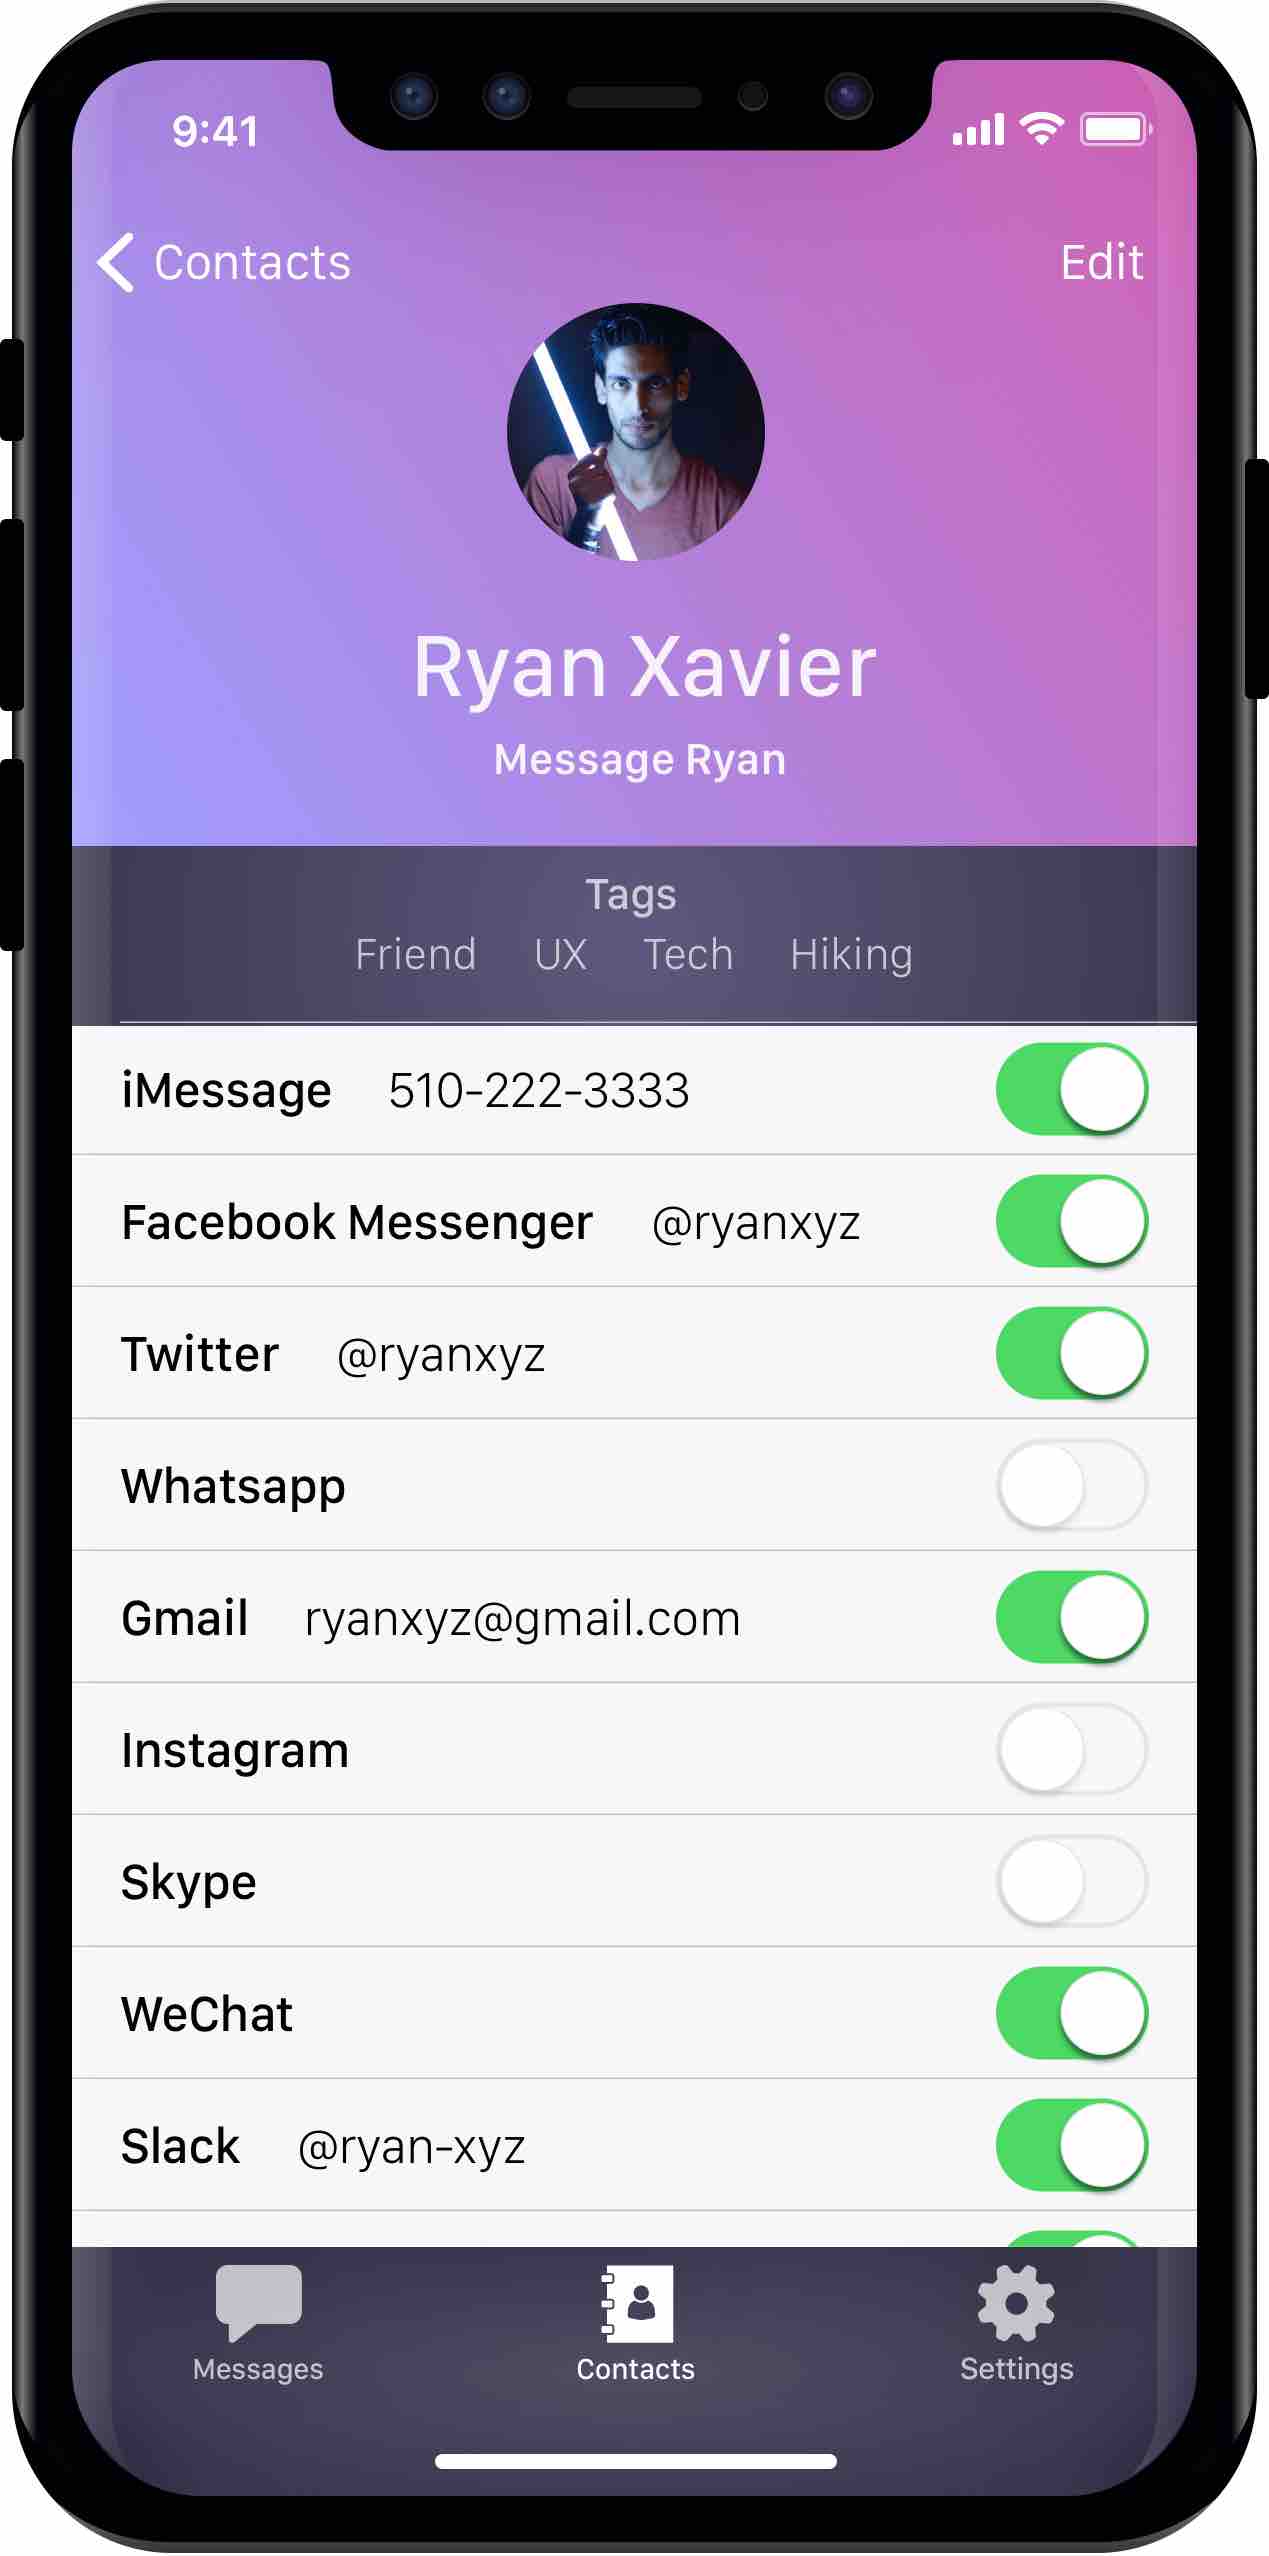 9:41
Contacts Edit
Ryan Xavier
Message Ryan
Tags
Friend UX Tech Hiking
iMessage 510-222-3333
Facebook Messenger @ryanxyz
Twitter @ryanxyz
Whatsapp
Gmail ryanxyz@gmail.com
Instagram
Skype
WeChat
Slack @ryan-xyz
Messages Contacts Settings